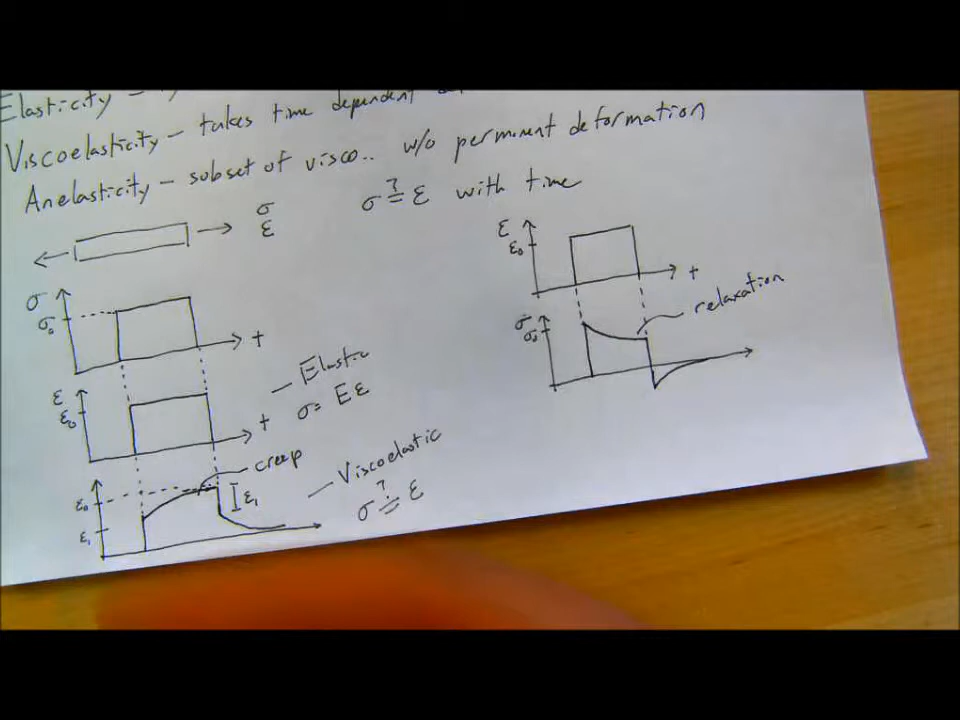 Elasticity –
Viscoelasticity – takes time dependent
Anelasticity – subset of visco.. w/o permanent deformation
σ ≟ ε with time
σ
ε
σ
σ₀
t
ε
ε₀
t
Elastic
σ = Eε
creep
ε₀
ε₁
ε₁
Viscoelastic
σ ≟ ε
ε
ε₀
t
σ
σ₀
relaxation